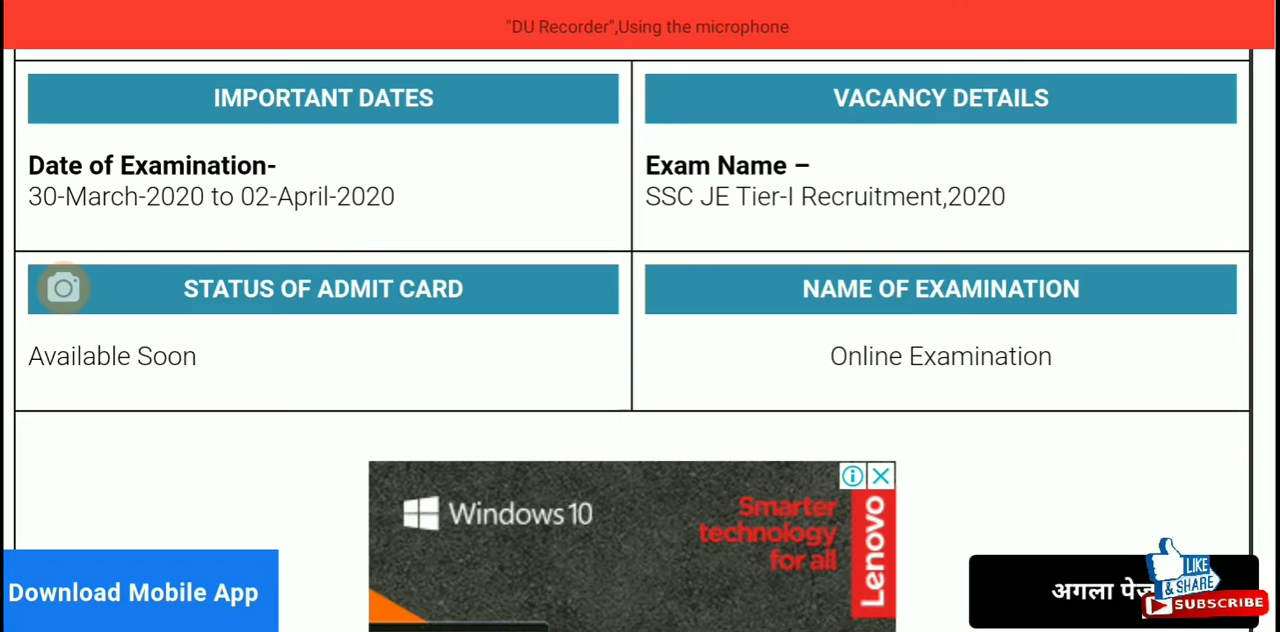 "DU Recorder",Using the microphone
IMPORTANT DATES
VACANCY DETAILS
Date of Examination-
30-March-2020 to 02-April-2020
Exam Name –
SSC JE Tier-I Recruitment,2020
STATUS OF ADMIT CARD
NAME OF EXAMINATION
Available Soon
Online Examination
Windows 10
Smarter
technology
for all
Lenovo
Download Mobile App
अगला
LIKE
& SHARE
SUBSCRIBE